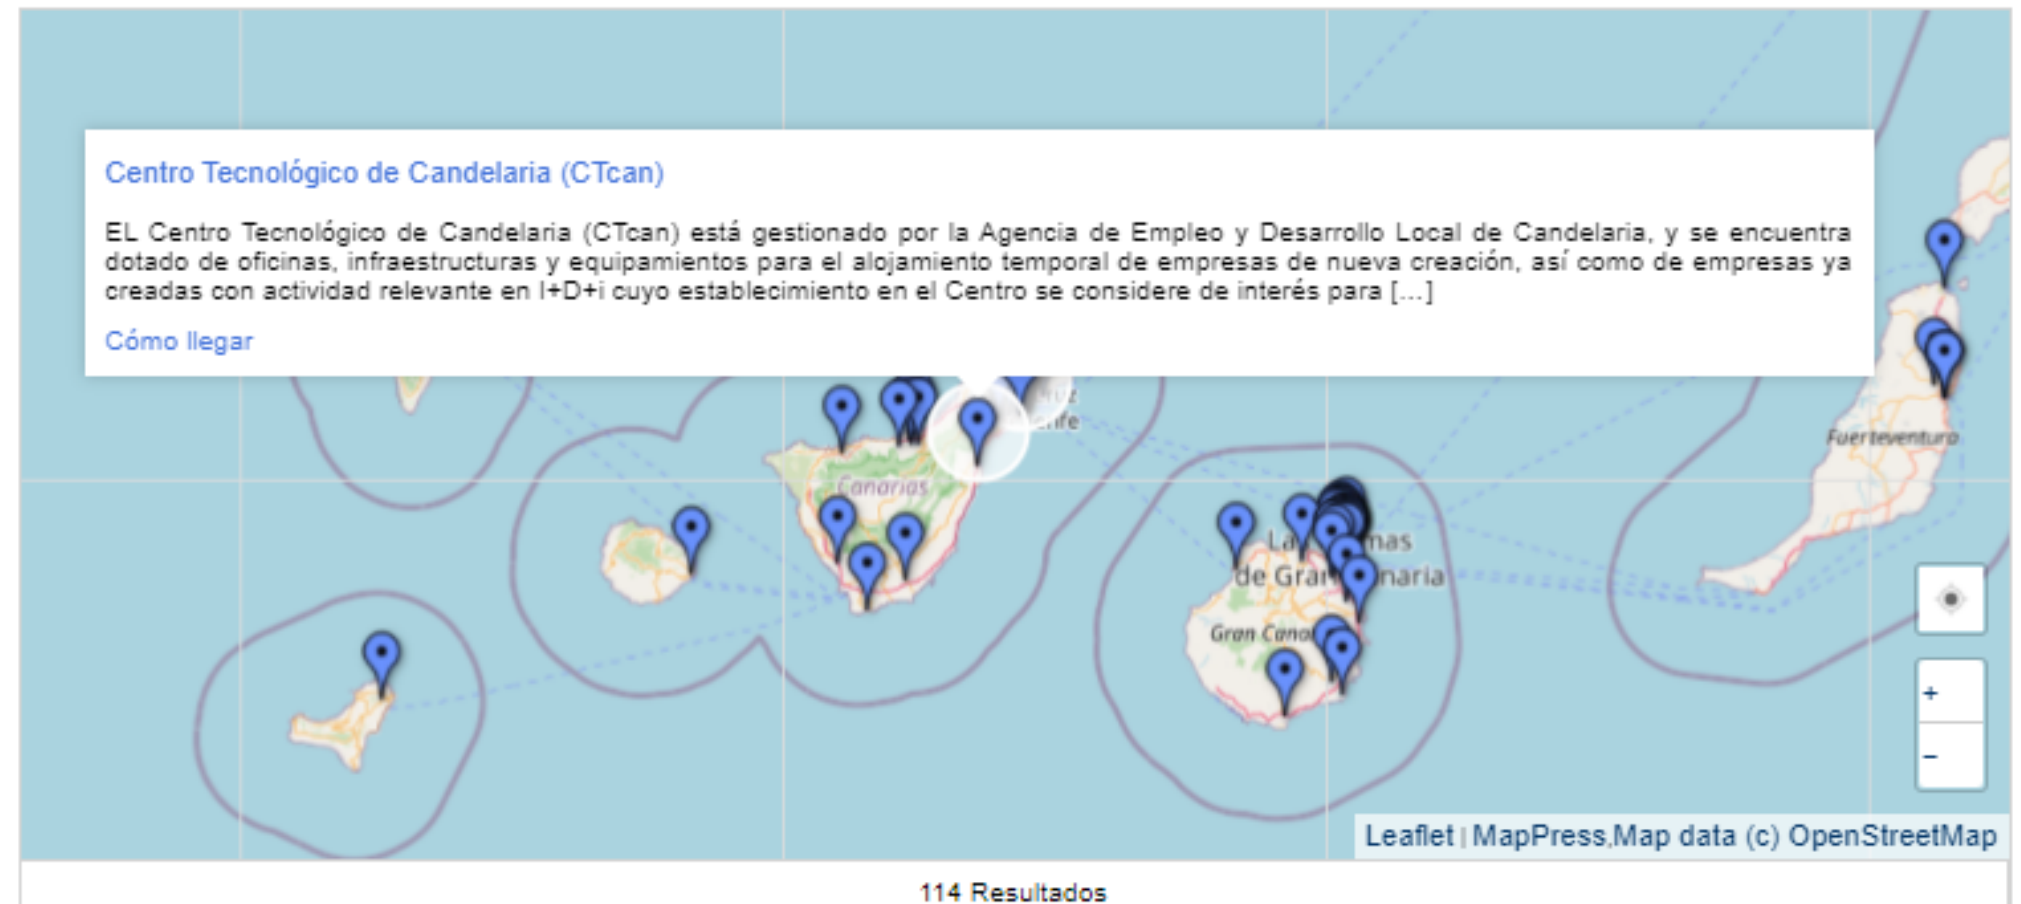 Centro Tecnológico de Candelaria (CTcan)
EL Centro Tecnológico de Candelaria (CTcan) está gestionado por la Agencia de Empleo y Desarrollo Local de Candelaria, y se encuentra
dotado de oficinas, infraestructuras y equipamientos para el alojamiento temporal de empresas de nueva creación, así como de empresas ya
creadas con actividad relevante en I+D+i cuyo establecimiento en el Centro se considere de interés para [...]
Cómo llegar
Fuerteventura
Canarias
de
Gran
+
−
Leaflet | MapPress,Map data (c) OpenStreetMap
114 Resultados